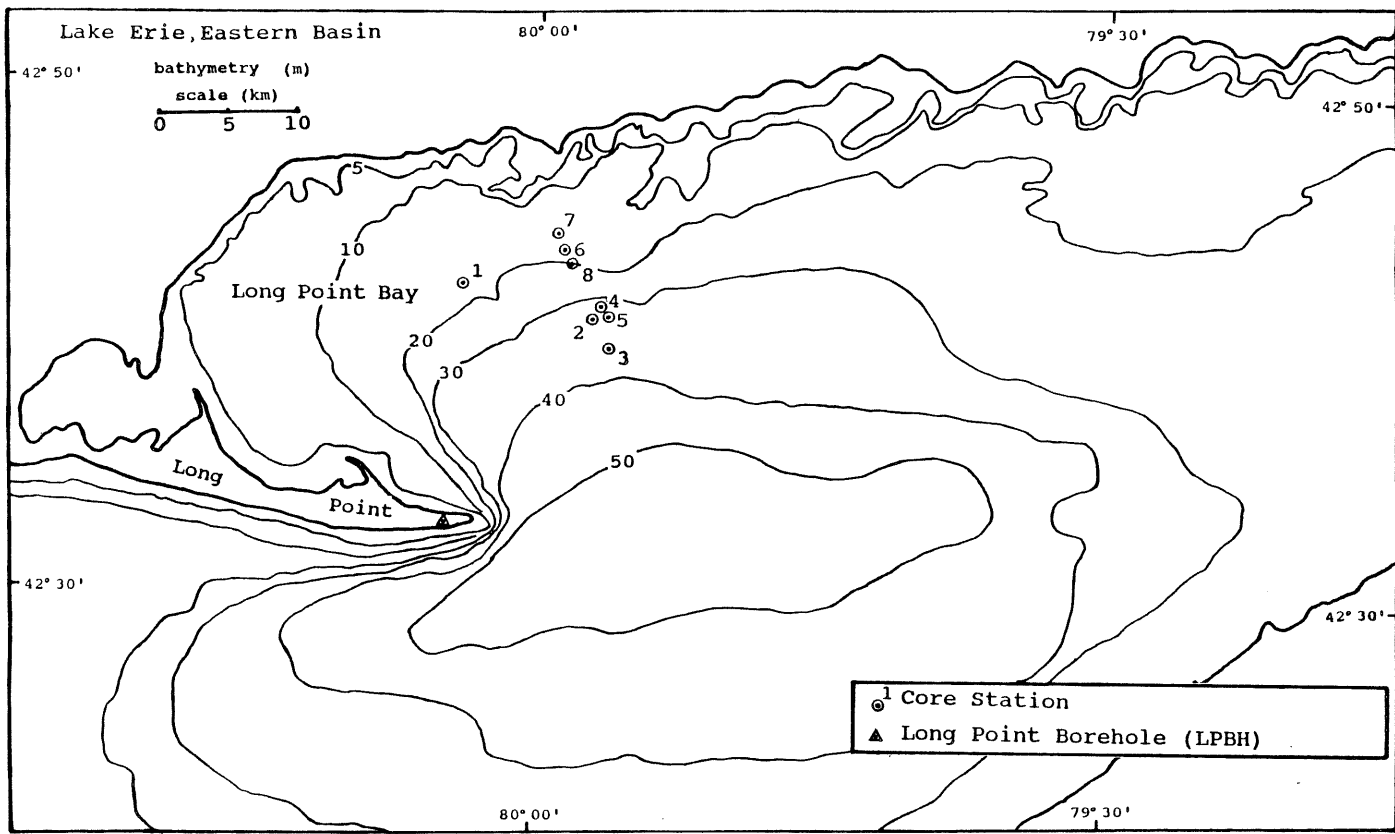 Lake Erie, Eastern Basin
80° 00'
79° 30'
42° 50'
bathymetry (m)
scale (km)
0 5 10
42° 50'
5
7
10
6
1
8
Long Point Bay
4
2
5
20
3
30
40
50
Long
Point
42° 30'
42° 30'
1 Core Station
Long Point Borehole (LPBH)
80° 00'
79° 30'